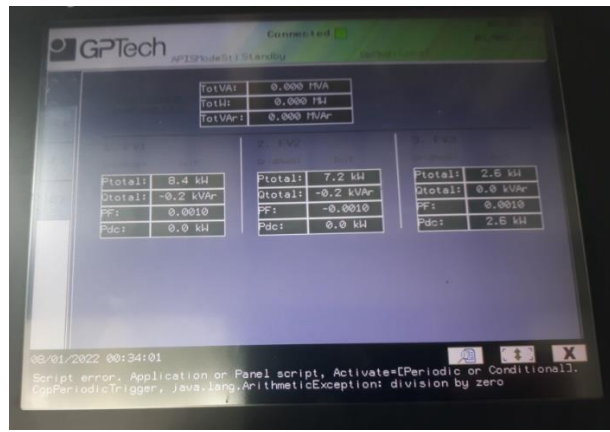 Connected
GPTech
APISModeSt: Standby
TotVA: 0.000 MVA
TotW: 0.000 MW
TotVAr: 0.000 MVAr
Ptotal: 8.4 kW
Qtotal: -0.2 kVAr
PF: 0.0010
Pdc: 0.0 kW
Ptotal: 7.2 kW
Qtotal: -0.2 kVAr
PF: -0.0010
Pdc: 0.0 kW
Ptotal: 2.6 kW
Qtotal: 0.0 kVAr
PF: 0.0010
Pdc: 2.6 kW
08/01/2022 00:34:01
X
Script error. Application or Panel script, Activate=[Periodic or Conditional].
CnpPeriodicTrigger, java.lang.ArithmeticException: division by zero